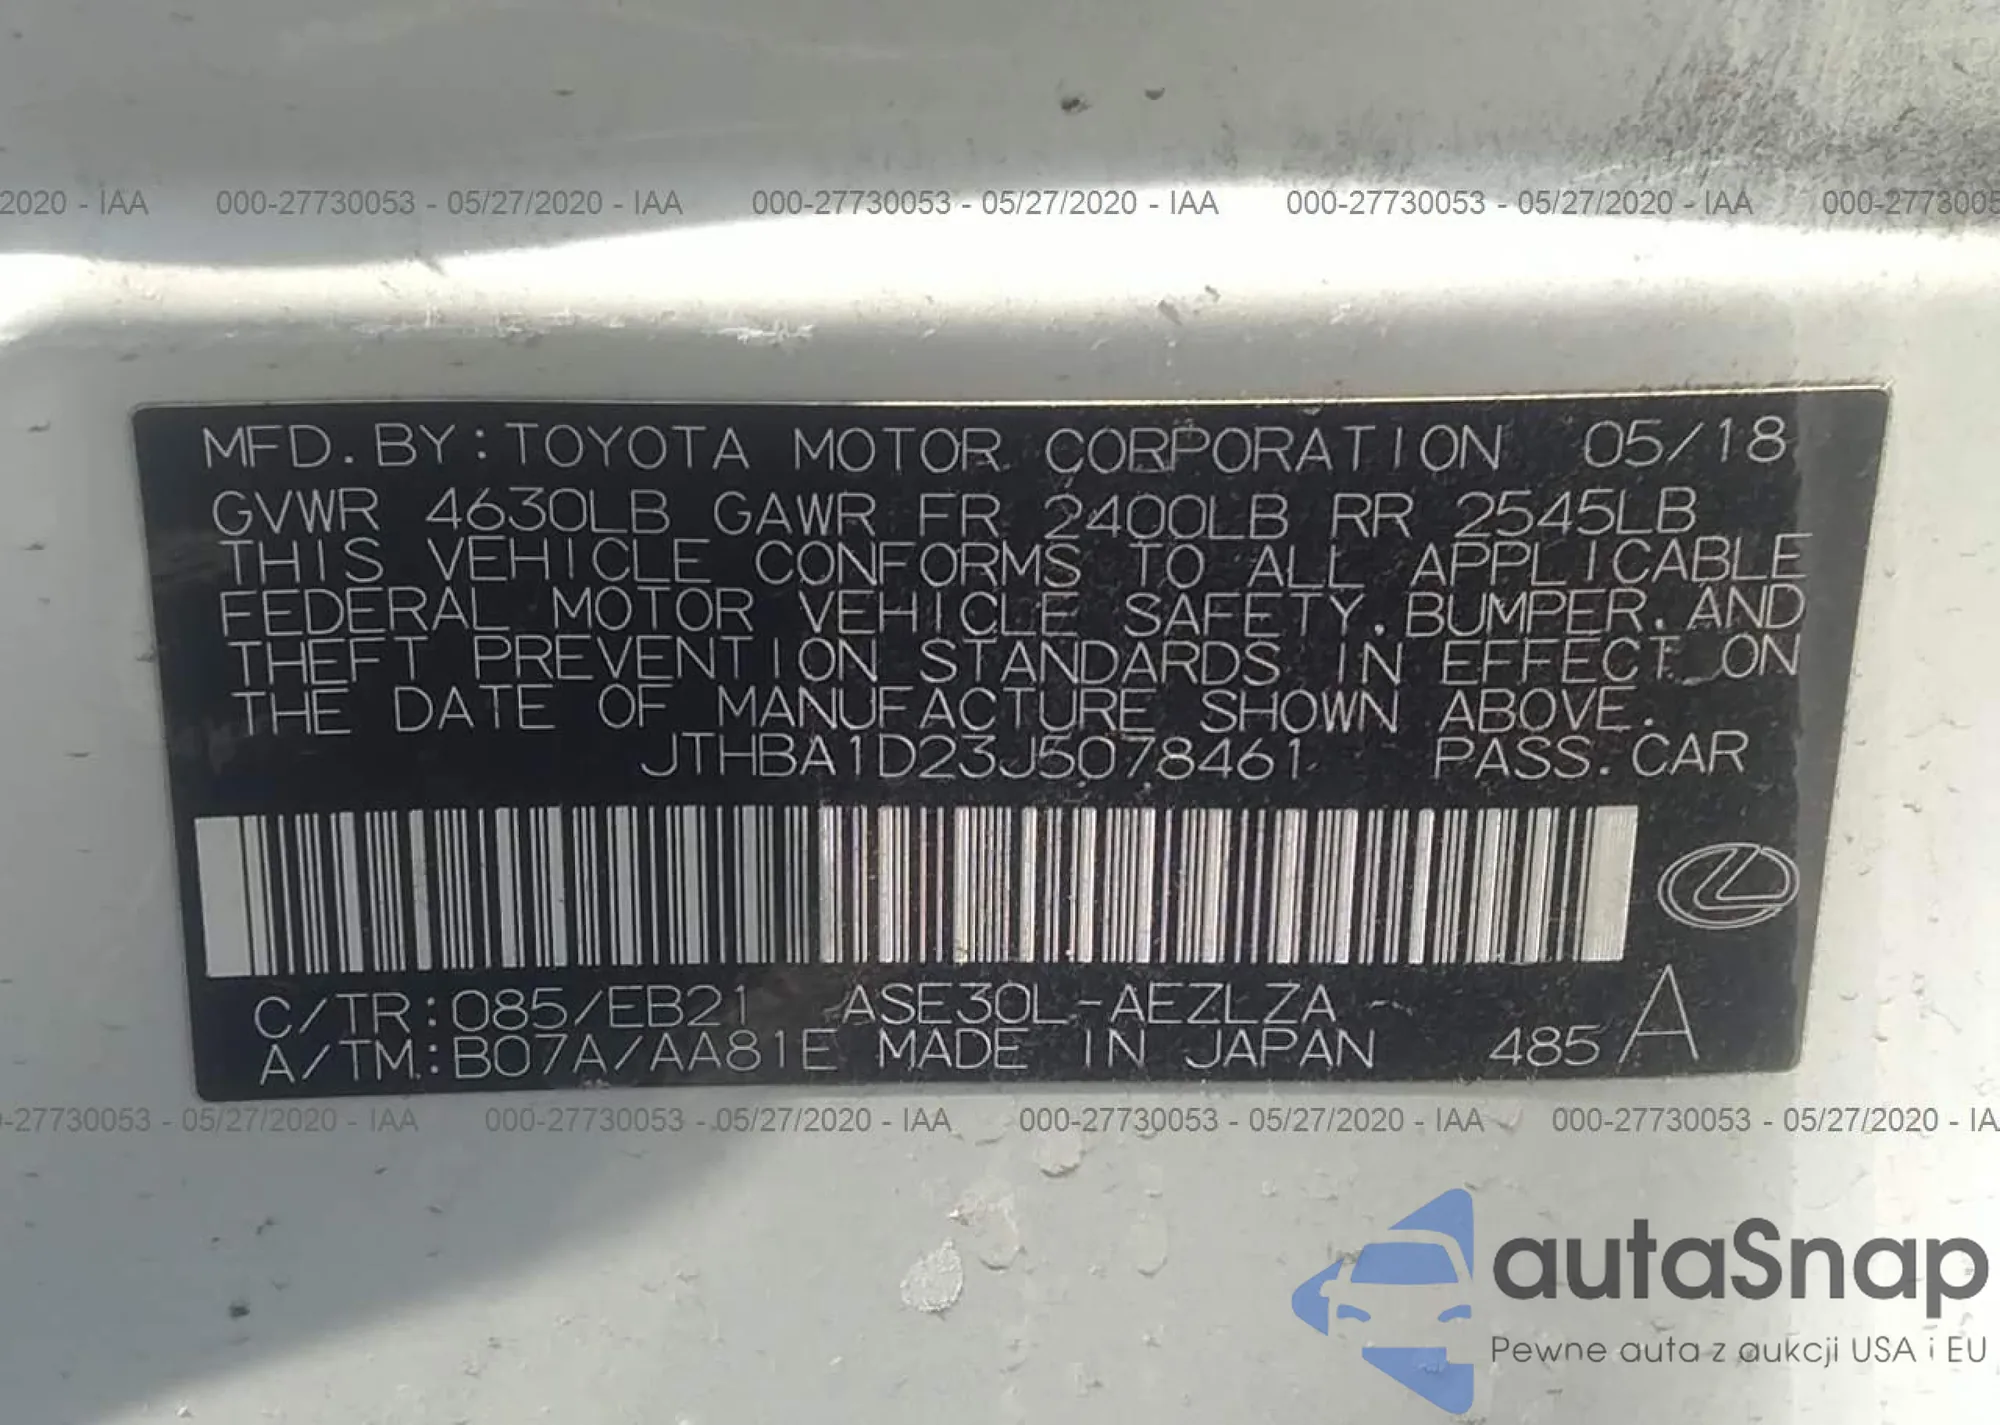 2020 - IAA 000-27730053 - 05/27/2020 - IAA 000-27730053 - 05/27/2020 - IAA 000-27730053 - 05/27/2020 - IAA 000-2773005
MFD. BY: TOYOTA MOTOR CORPORATION 05/18
GVWR 4630LB GAWR FR 2400LB RR 2545LB
THIS VEHICLE CONFORMS TO ALL APPLICABLE
FEDERAL MOTOR VEHICLE SAFETY, BUMPER, AND
THEFT PREVENTION STANDARDS IN EFFECT ON
THE DATE OF MANUFACTURE SHOWN ABOVE.
JTHBA1D23J5078461 PASS. CAR
C/TR: 085/EB21 ASE30L-AEZLZA
A/TM: B07A/AA81E MADE IN JAPAN 485 A
-27730053 - 05/27/2020 - IAA 000-27730053 - 05/27/2020 - IAA 000-27730053 - 05/27/2020 - IAA 000-27730053 - 05/27/2020 - IA
autaSnap
Pewne auta z aukcji USA i EU